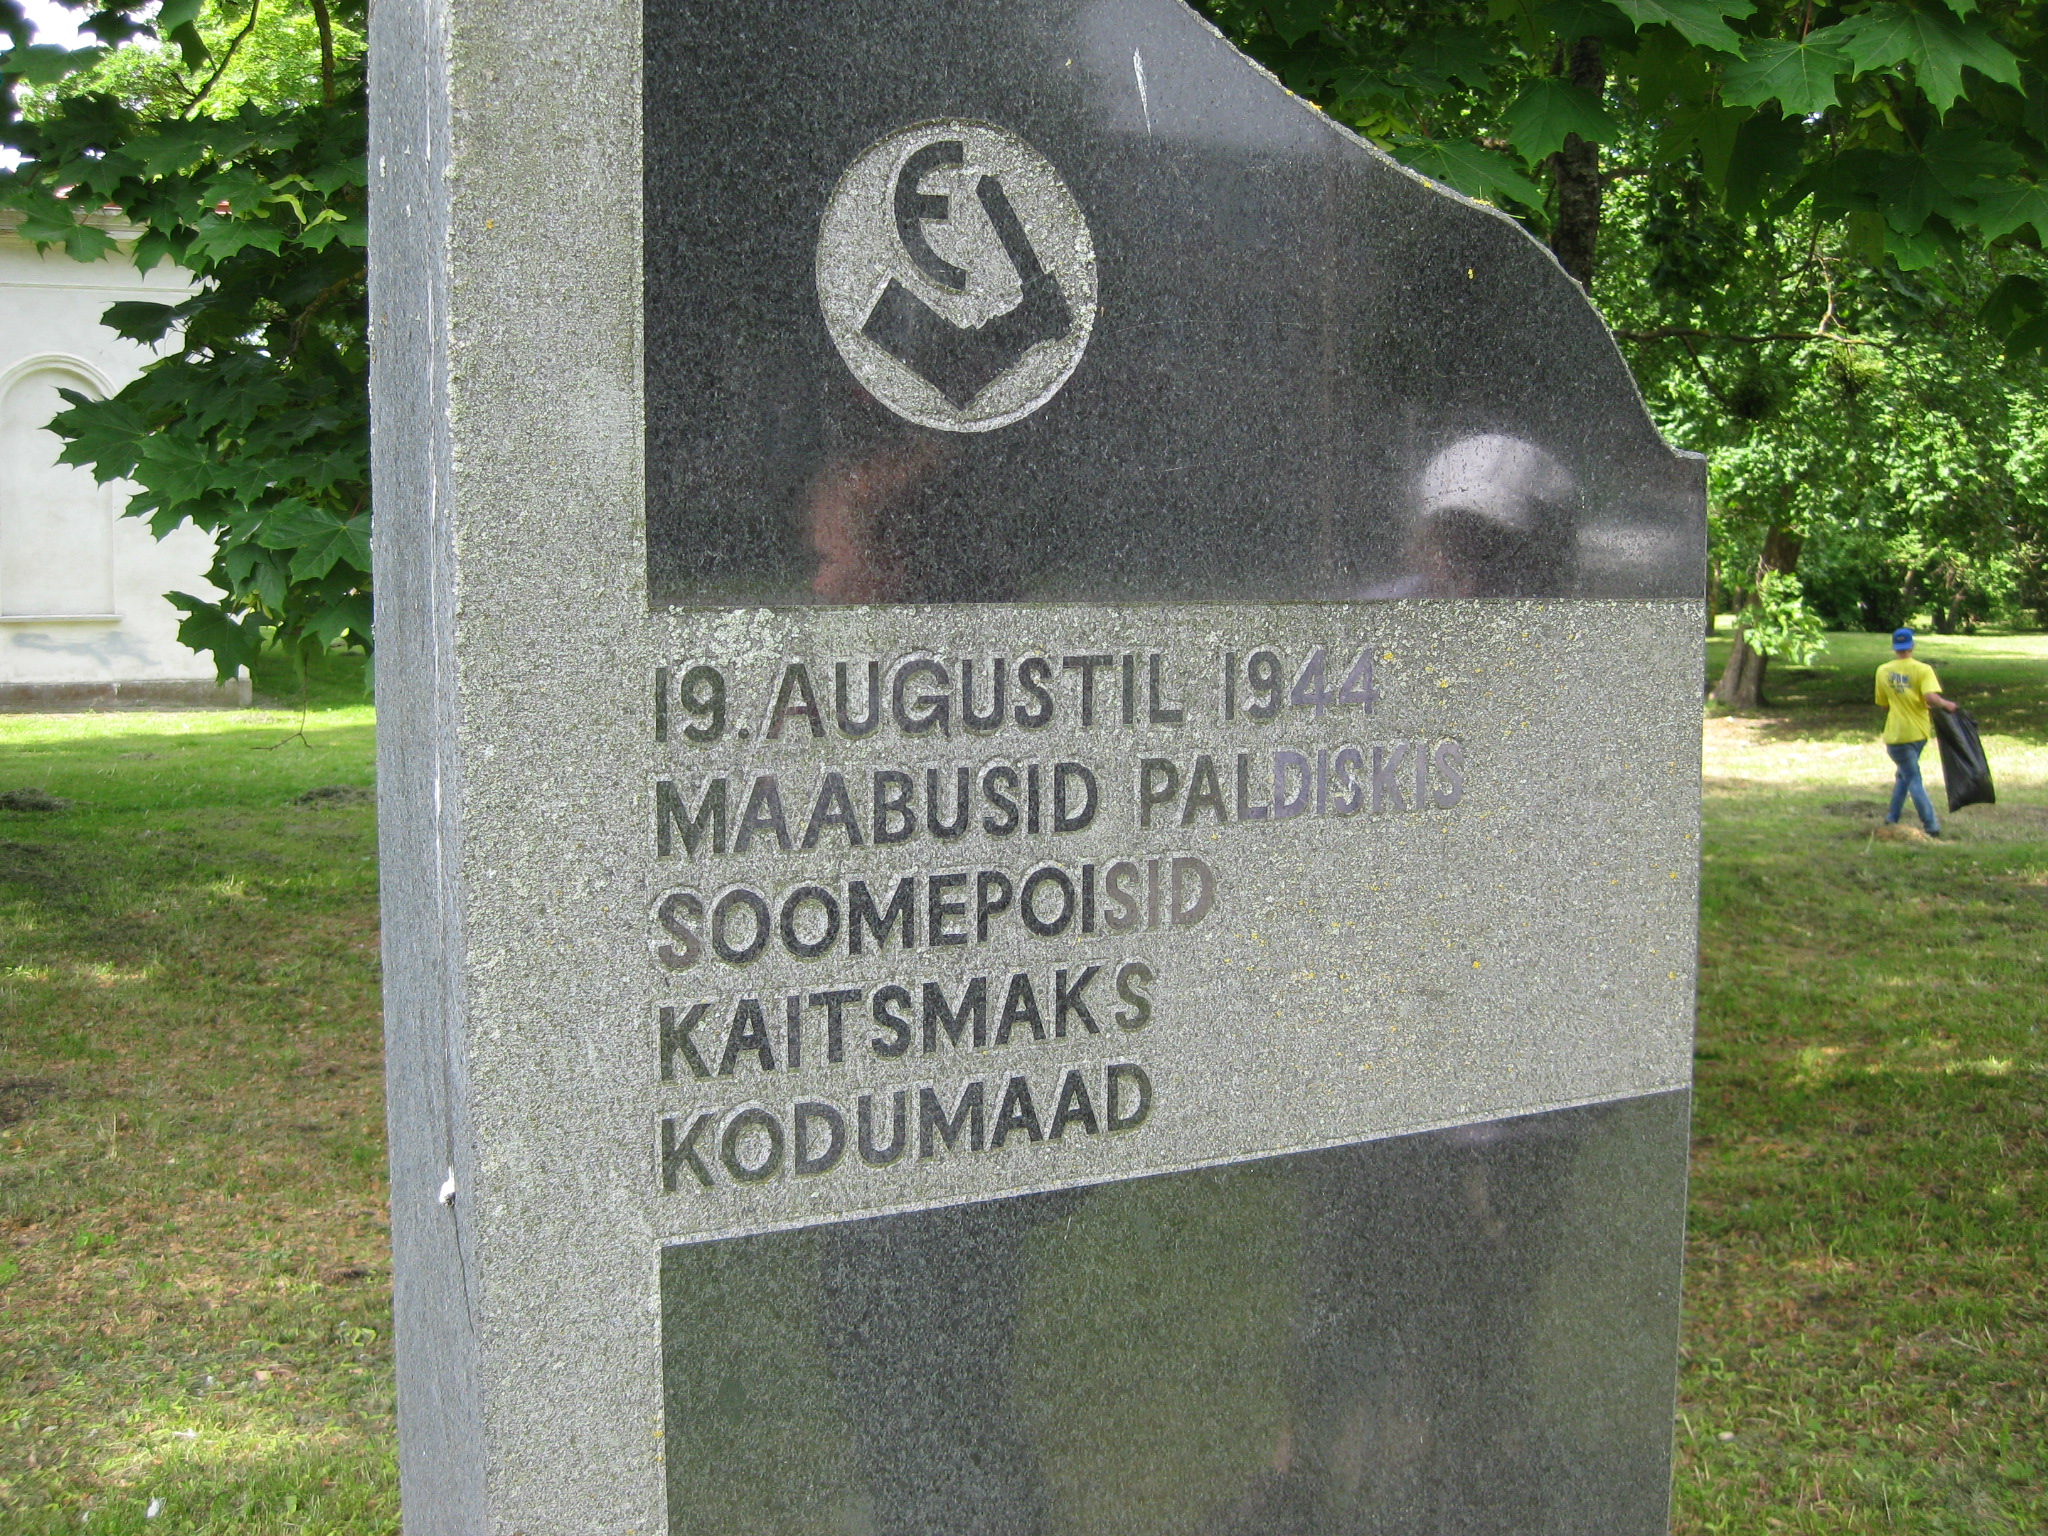 19. AUGUSTIL 1944
MAABUSID PALDISKIS
SOOMEPOISID
KAITSMAKS
KODUMAAD